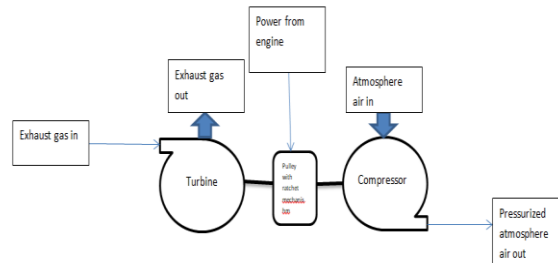 Power from
engine
Exhaust gas
out
Atmosphere
air in
Exhaust gas in
Turbine
Pulley
with
ratchet
mechanis
Compressor
Pressurized
atmosphere
air out